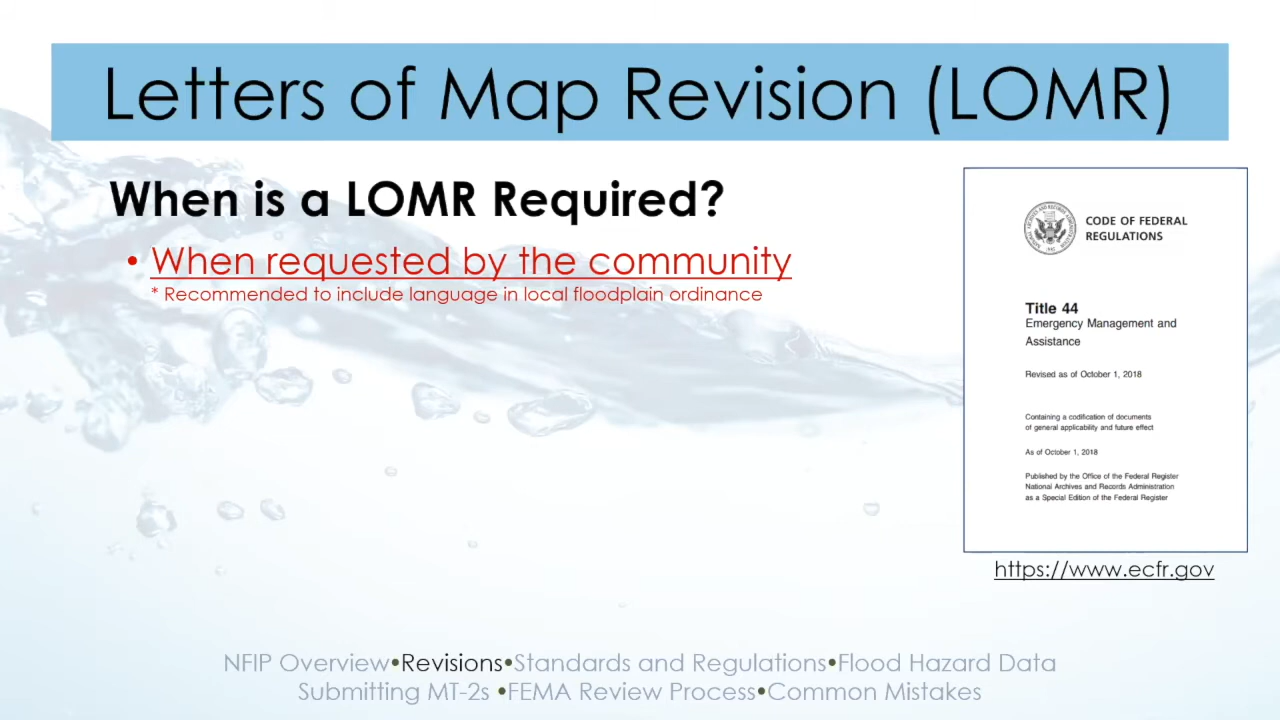 Letters of Map Revision (LOMR)
When is a LOMR Required?
• When requested by the community
* Recommended to include language in local floodplain ordinance
CODE OF FEDERAL
REGULATIONS
Title 44
Emergency Management and
Assistance
Revised as of October 1, 2018
Containing a codification of documents
of general applicability and future effect
As of October 1, 2018
Published by the Office of the Federal Register
National Archives and Records Administration
as a Special Edition of the Federal Register
https://www.ecfr.gov
NFIP Overview•Revisions•Standards and Regulations•Flood Hazard Data
Submitting MT-2s •FEMA Review Process•Common Mistakes